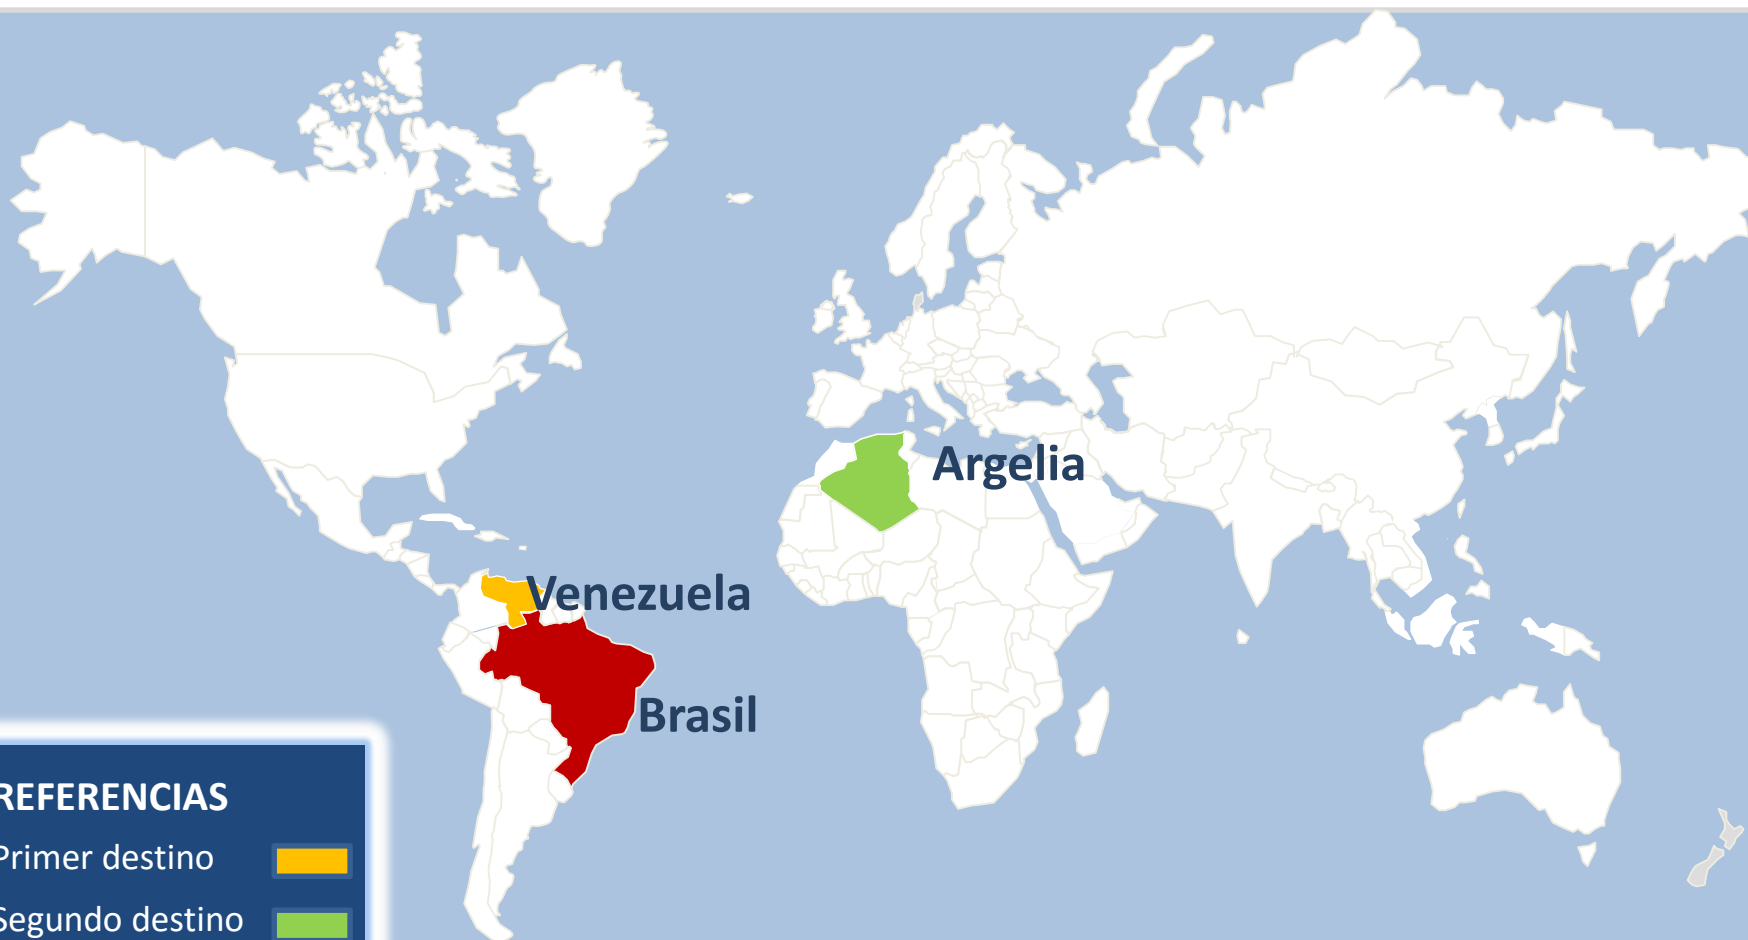 Argelia
Venezuela
Brasil
REFERENCIAS
Primer destino
Segundo destino